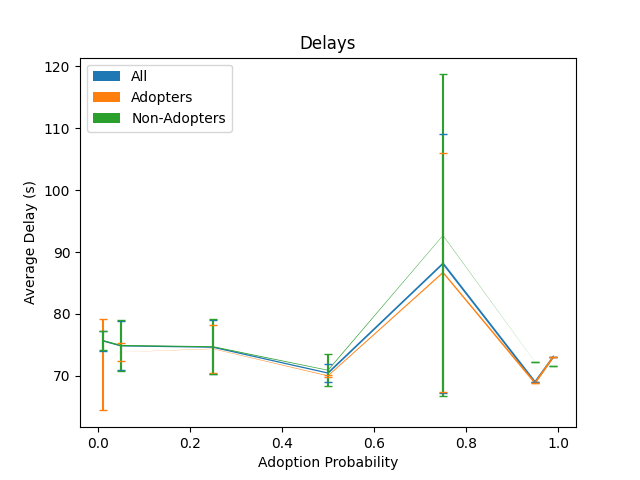 Delays
All
Adopters
Non-Adopters
120
110
100
90
80
70
Average Delay (s)
0.0 0.2 0.4 0.6 0.8 1.0
Adoption Probability